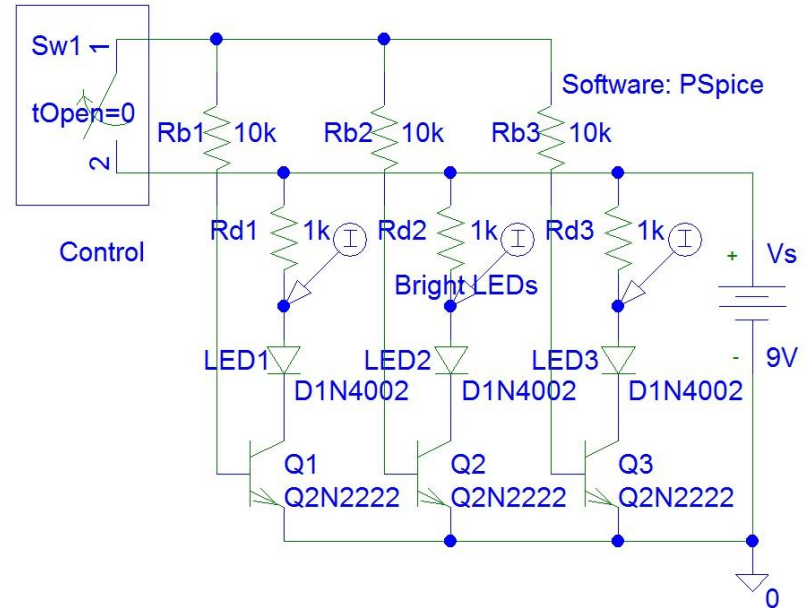 Sw1
1
tOpen=0
2
Control
Software: PSpice
Rb1 10k
Rb2 10k
Rb3 10k
Rd1 1k I
Rd2 1k I
Rd3 1k I
Bright LEDs
+ Vs
- 9V
LED1
D1N4002
LED2
D1N4002
LED3
D1N4002
Q1
Q2N2222
Q2
Q2N2222
Q3
Q2N2222
0